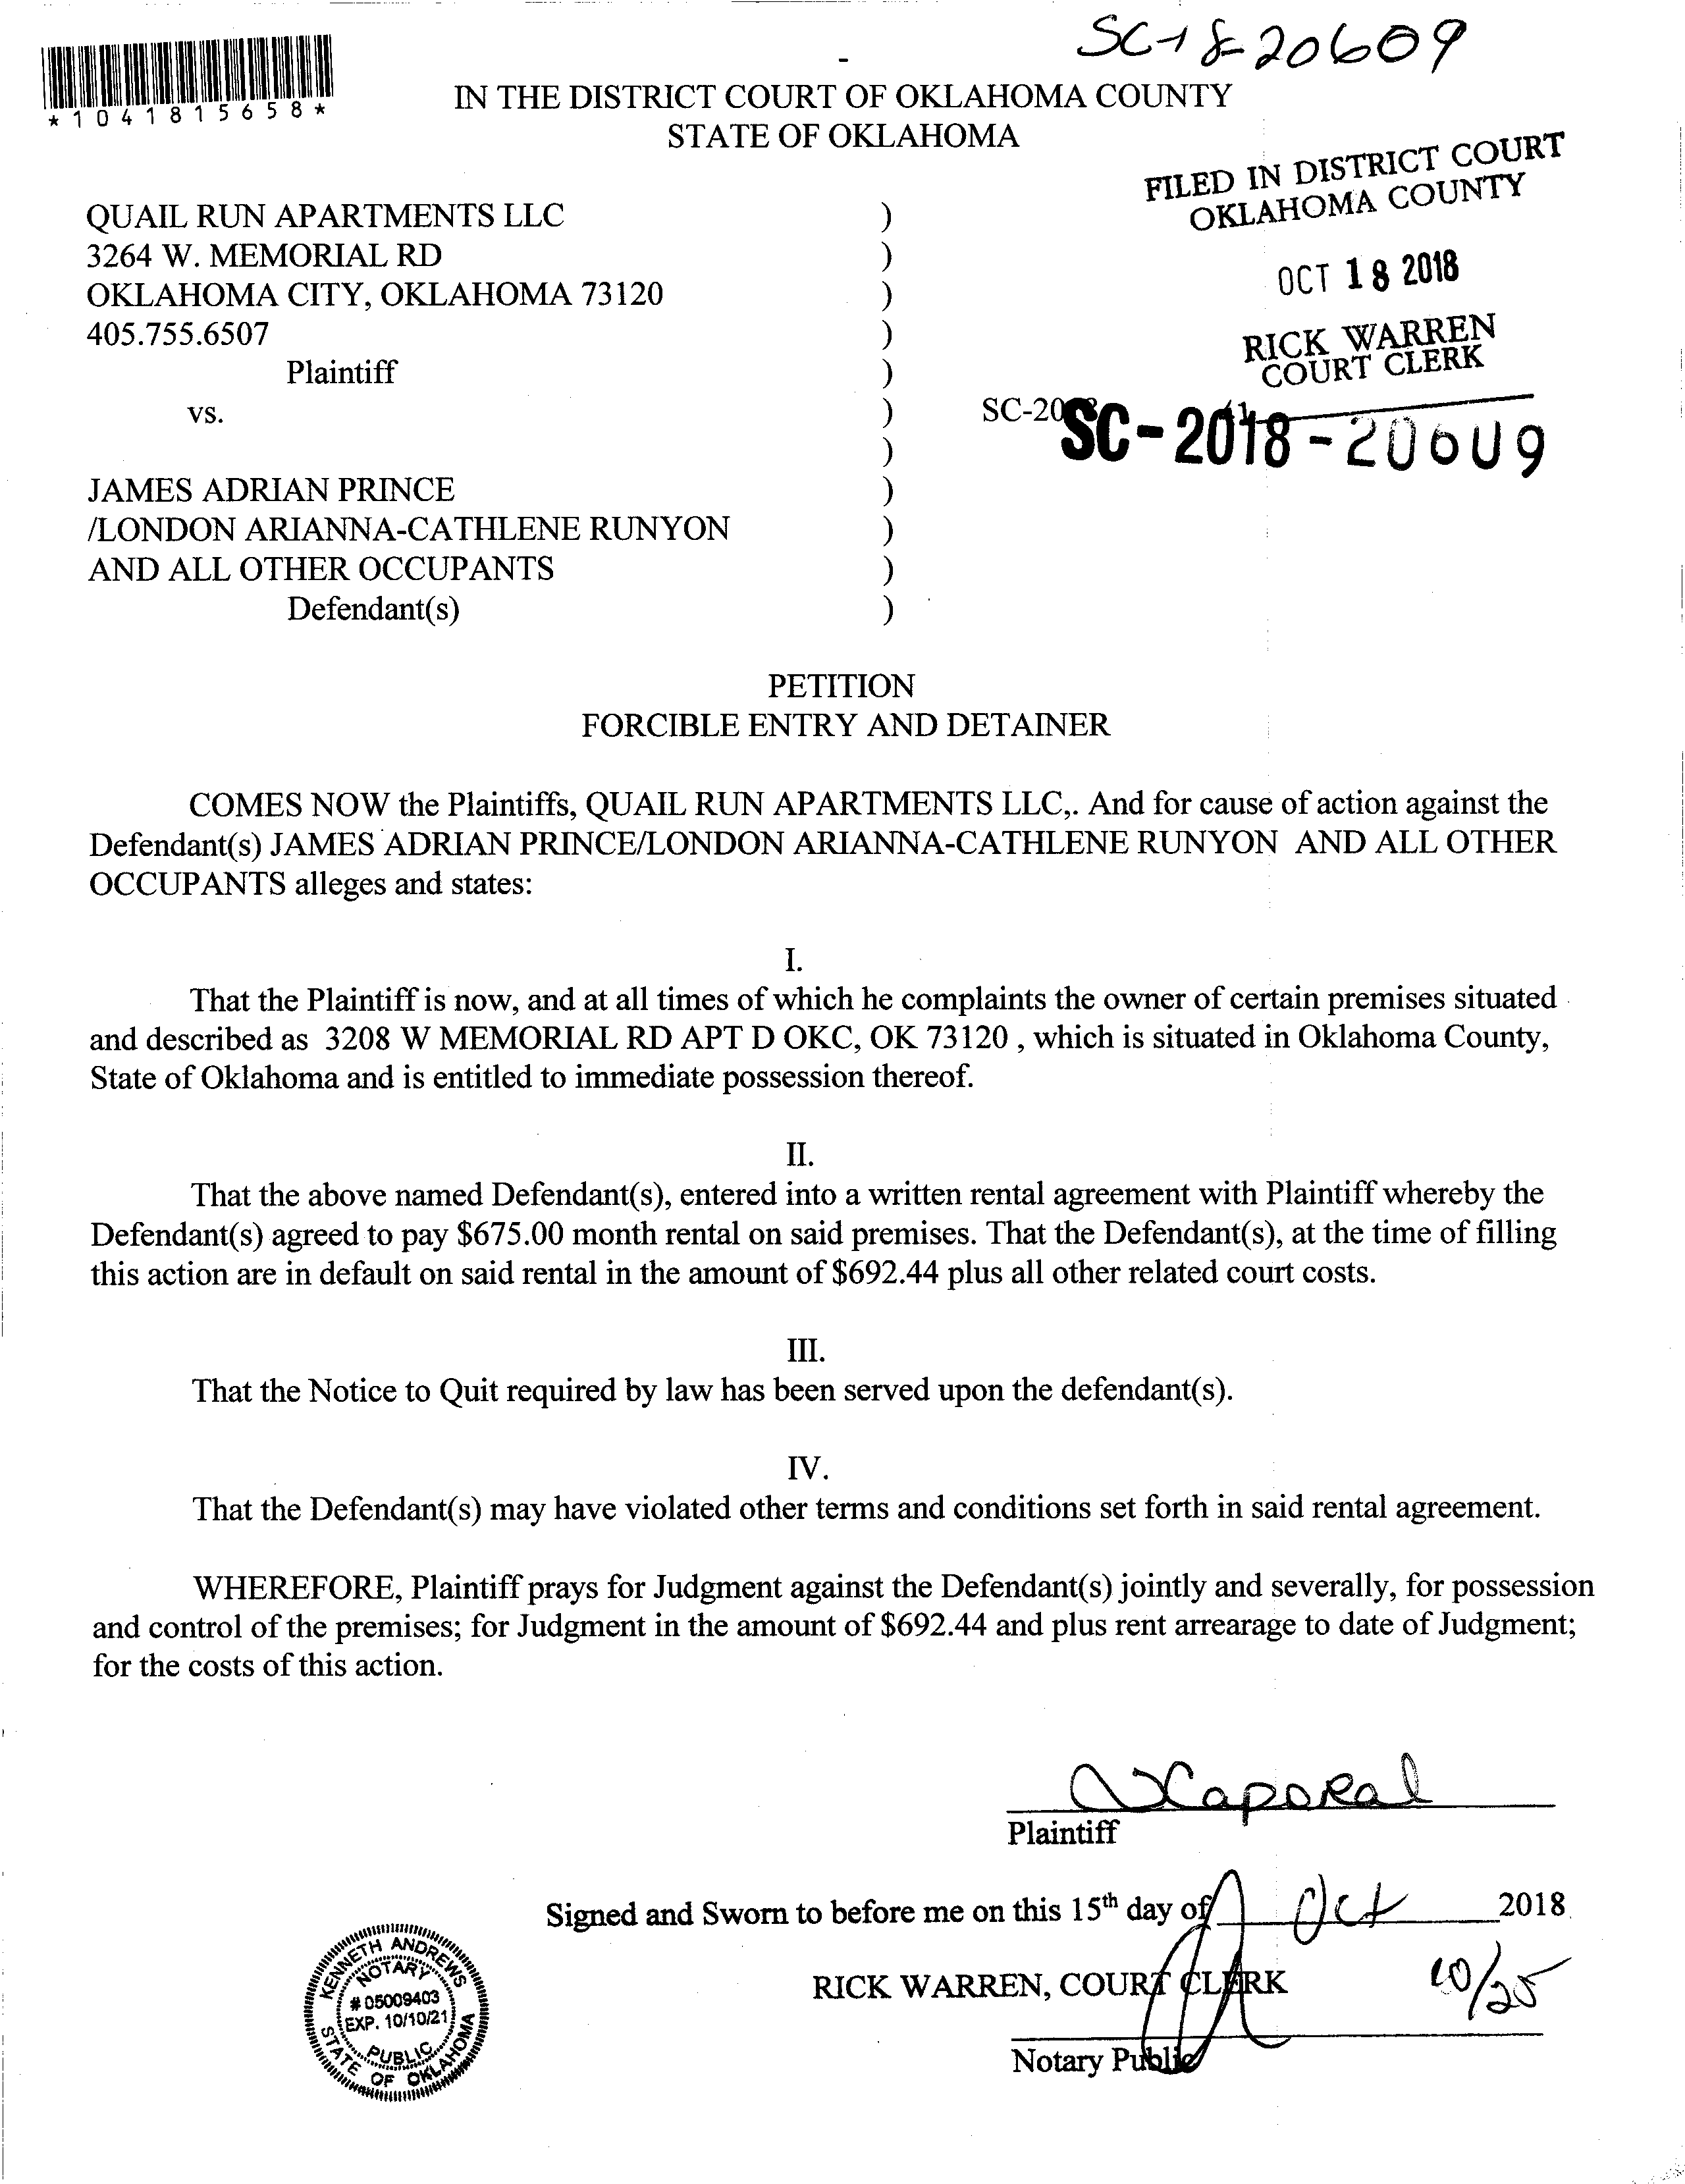 SC-18-20609
*1041815658*
IN THE DISTRICT COURT OF OKLAHOMA COUNTY
STATE OF OKLAHOMA
FILED IN DISTRICT COURT
OKLAHOMA COUNTY
OCT 18 2018
RICK WARREN
COURT CLERK
QUAIL RUN APARTMENTS LLC )
3264 W. MEMORIAL RD )
OKLAHOMA CITY, OKLAHOMA 73120 )
405.755.6507 )
Plaintiff )
vs. ) SC-20 SC-2018-20609
)
JAMES ADRIAN PRINCE )
/LONDON ARIANNA-CATHLENE RUNYON )
AND ALL OTHER OCCUPANTS )
Defendant(s) )
PETITION
FORCIBLE ENTRY AND DETAINER
COMES NOW the Plaintiffs, QUAIL RUN APARTMENTS LLC,. And for cause of action against the
Defendant(s) JAMES ADRIAN PRINCE/LONDON ARIANNA-CATHLENE RUNYON AND ALL OTHER
OCCUPANTS alleges and states:
I.
That the Plaintiff is now, and at all times of which he complaints the owner of certain premises situated
and described as 3208 W MEMORIAL RD APT D OKC, OK 73120 , which is situated in Oklahoma County,
State of Oklahoma and is entitled to immediate possession thereof.
II.
That the above named Defendant(s), entered into a written rental agreement with Plaintiff whereby the
Defendant(s) agreed to pay $675.00 month rental on said premises. That the Defendant(s), at the time of filling
this action are in default on said rental in the amount of $692.44 plus all other related court costs.
III.
That the Notice to Quit required by law has been served upon the defendant(s).
IV.
That the Defendant(s) may have violated other terms and conditions set forth in said rental agreement.
WHEREFORE, Plaintiff prays for Judgment against the Defendant(s) jointly and severally, for possession
and control of the premises; for Judgment in the amount of $692.44 and plus rent arrearage to date of Judgment;
for the costs of this action.
Caporal
Plaintiff
Signed and Sworn to before me on this 15th day of Oct 2018
RICK WARREN, COURT CLERK
10/25
Notary Public
KENNETH ANDREWS
NOTARY
# 05009403
EXP. 10/10/21
PUBLIC
STATE OF OKLAHOMA